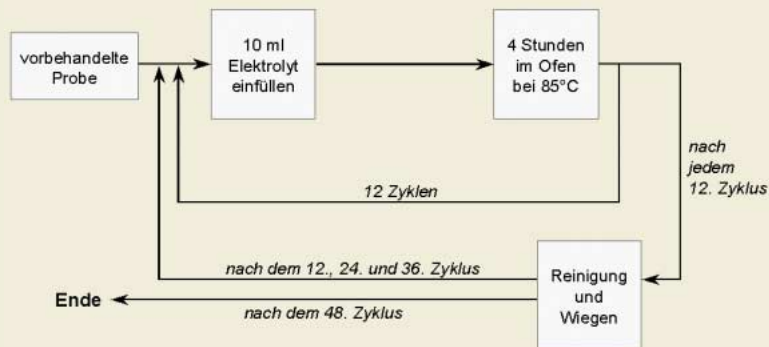 vorbehandelte
Probe
10 ml
Elektrolyt
einfüllen
4 Stunden
im Ofen
bei 85°C
nach
jedem
12. Zyklus
12 Zyklen
nach dem 12., 24. und 36. Zyklus
Reinigung
und
Wiegen
Ende
nach dem 48. Zyklus